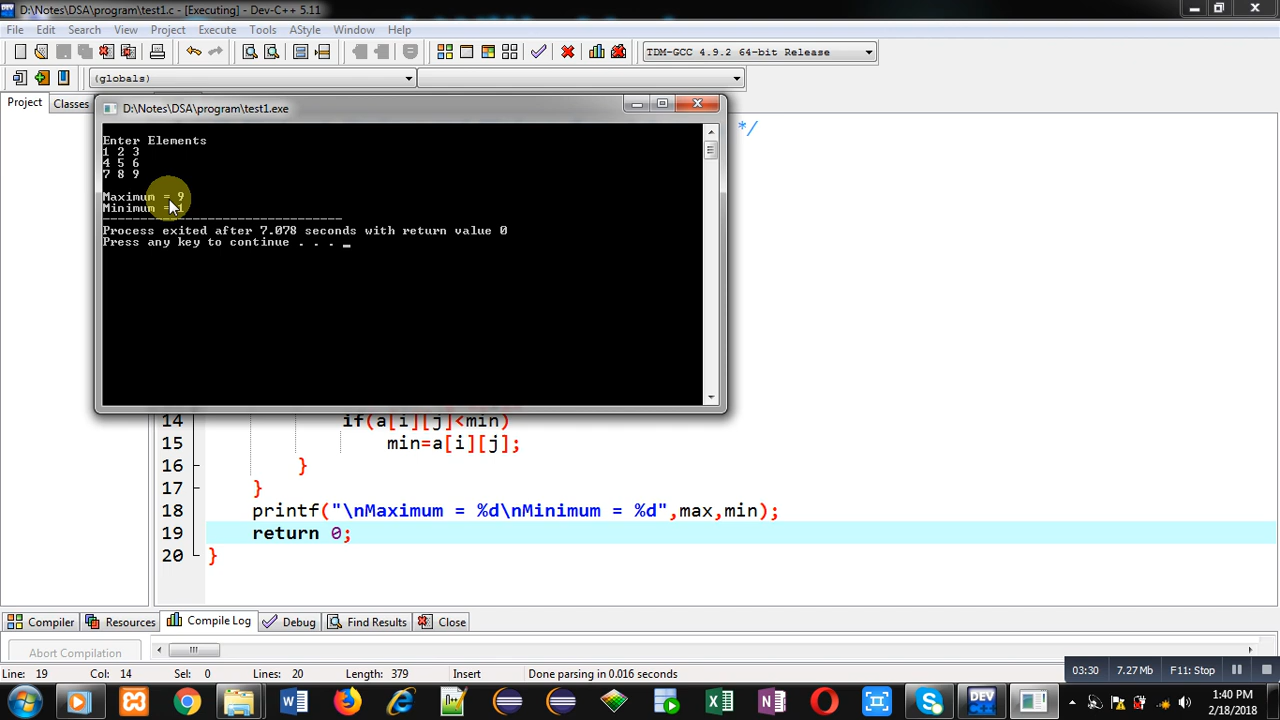 D:\Notes\DSA\program\test1.c - [Executing] - Dev-C++ 5.11
File Edit Search View Project Execute Tools AStyle Window Help
TDM-GCC 4.9.2 64-bit Release
(globals)
Project Classes
D:\Notes\DSA\program\test1.exe
*/
Enter Elements
1 2 3
4 5 6
7 8 9
Maximum = 9
Minimum = 1
--------------------------------
Process exited after 7.078 seconds with return value 0
Press any key to continue . . . _
14 if(a[i][j]<min)
15 min=a[i][j];
16 }
17 }
18 printf("\nMaximum = %d\nMinimum = %d",max,min);
19 return 0;
20 }
Compiler Resources Compile Log Debug Find Results Close
Abort Compilation
Line: 19 Col: 14 Sel: 0 Lines: 20 Length: 379 Insert Done parsing in 0.016 seconds
03:30 7.27 Mb F11: Stop
DEV C++
1:40 PM
2/18/2018